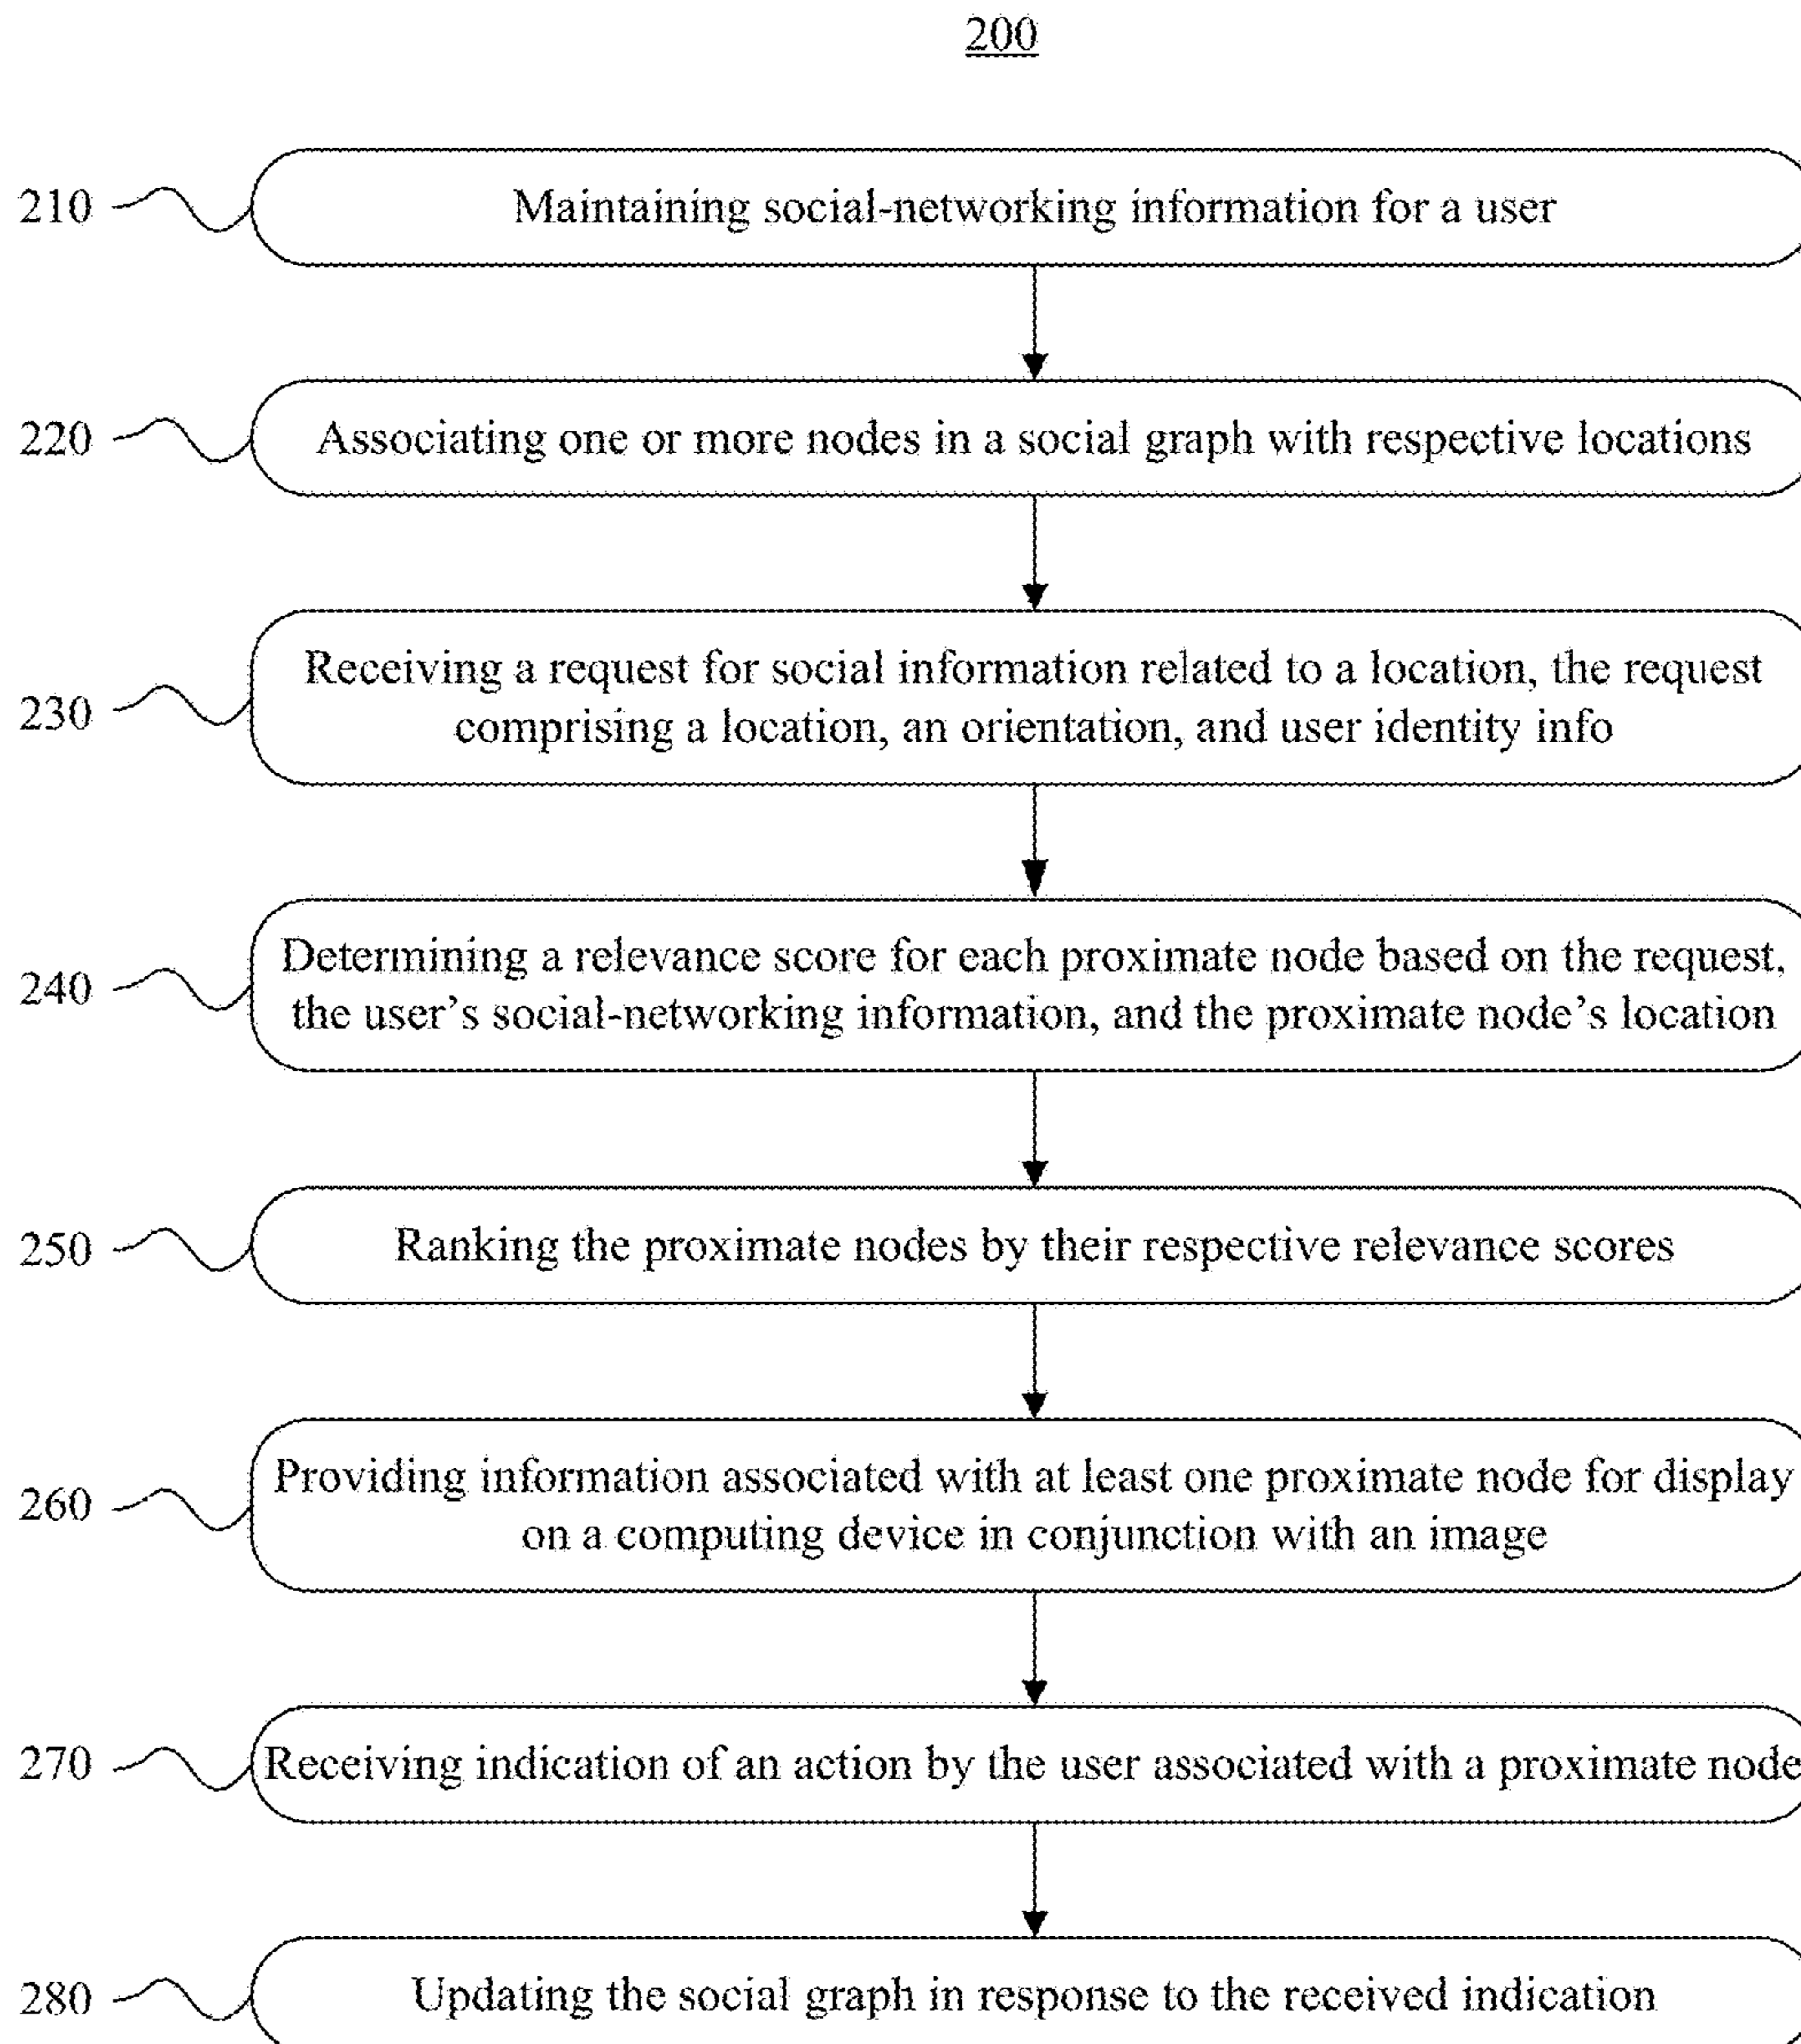 200
210
Maintaining social-networking information for a user
220
Associating one or more nodes in a social graph with respective locations
230
Receiving a request for social information related to a location, the request
comprising a location, an orientation, and user identity info
240
Determining a relevance score for each proximate node based on the request,
the user's social-networking information, and the proximate node's location
250
Ranking the proximate nodes by their respective relevance scores
260
Providing information associated with at least one proximate node for display
on a computing device in conjunction with an image
270
Receiving indication of an action by the user associated with a proximate node
280
Updating the social graph in response to the received indication